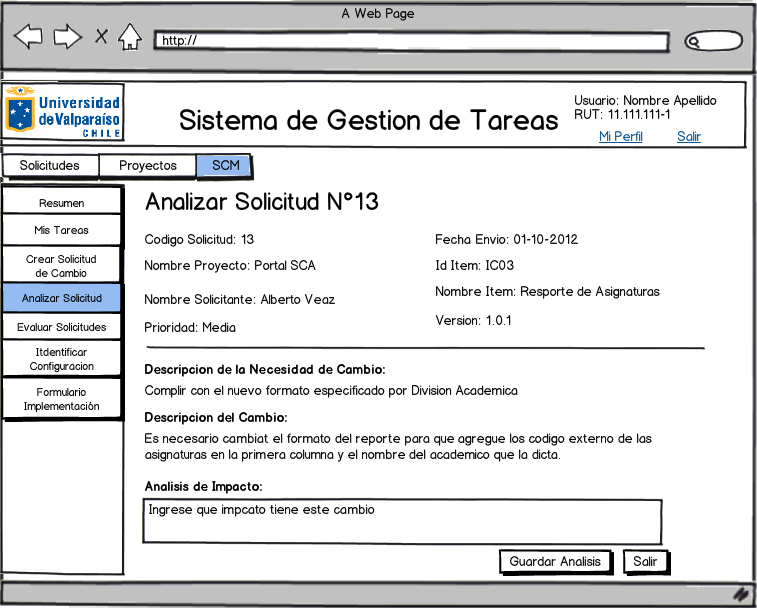 A Web Page
http://
Universidad
de Valparaíso
CHILE
Sistema de Gestion de Tareas
Usuario: Nombre Apellido
RUT: 11.111.111-1
Mi Perfil Salir
Solicitudes Proyectos SCM
Resumen
Mis Tareas
Crear Solicitud
de Cambio
Analizar Solicitud
Evaluar Solicitudes
Itdentificar
Configuracion
Formulario
Implementación
Analizar Solicitud N°13
Codigo Solicitud: 13
Fecha Envio: 01-10-2012
Nombre Proyecto: Portal SCA
Id Item: IC03
Nombre Solicitante: Alberto Veaz
Nombre Item: Resporte de Asignaturas
Prioridad: Media
Version: 1.0.1
Descripcion de la Necesidad de Cambio:
Complir con el nuevo formato especificado por Division Academica
Descripcion del Cambio:
Es necesario cambiat el formato del reporte para que agregue los codigo externo de las
asignaturas en la primera columna y el nombre del academico que la dicta.
Analisis de Impacto:
Ingrese que impcato tiene este cambio
Guardar Analisis Salir